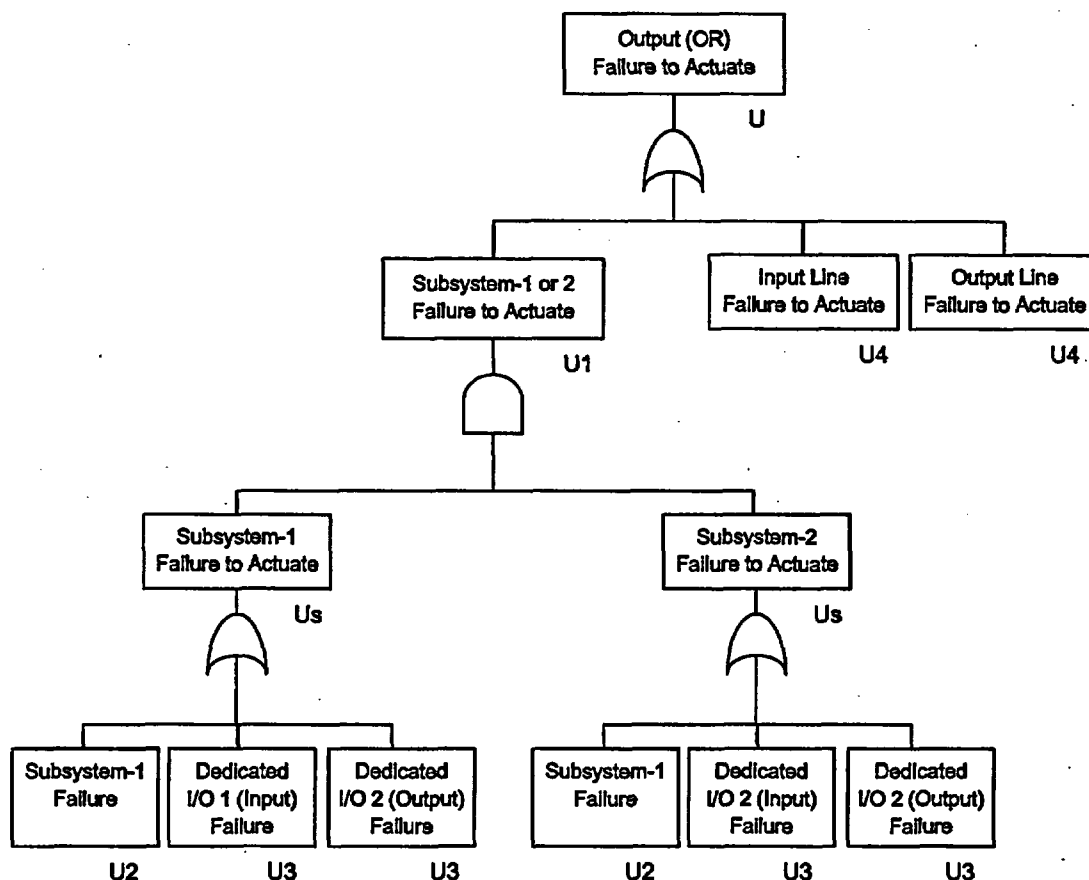 Output (OR)
Failure to Actuate
U
Subsystem-1 or 2
Failure to Actuate
U1
Input Line
Failure to Actuate
U4
Output Line
Failure to Actuate
U4
Subsystem-1
Failure to Actuate
Us
Subsystem-2
Failure to Actuate
Us
Subsystem-1
Failure
U2
Dedicated
I/O 1 (Input)
Failure
U3
Dedicated
I/O 2 (Output)
Failure
U3
Subsystem-1
Failure
U2
Dedicated
I/O 2 (Input)
Failure
U3
Dedicated
I/O 2 (Output)
Failure
U3